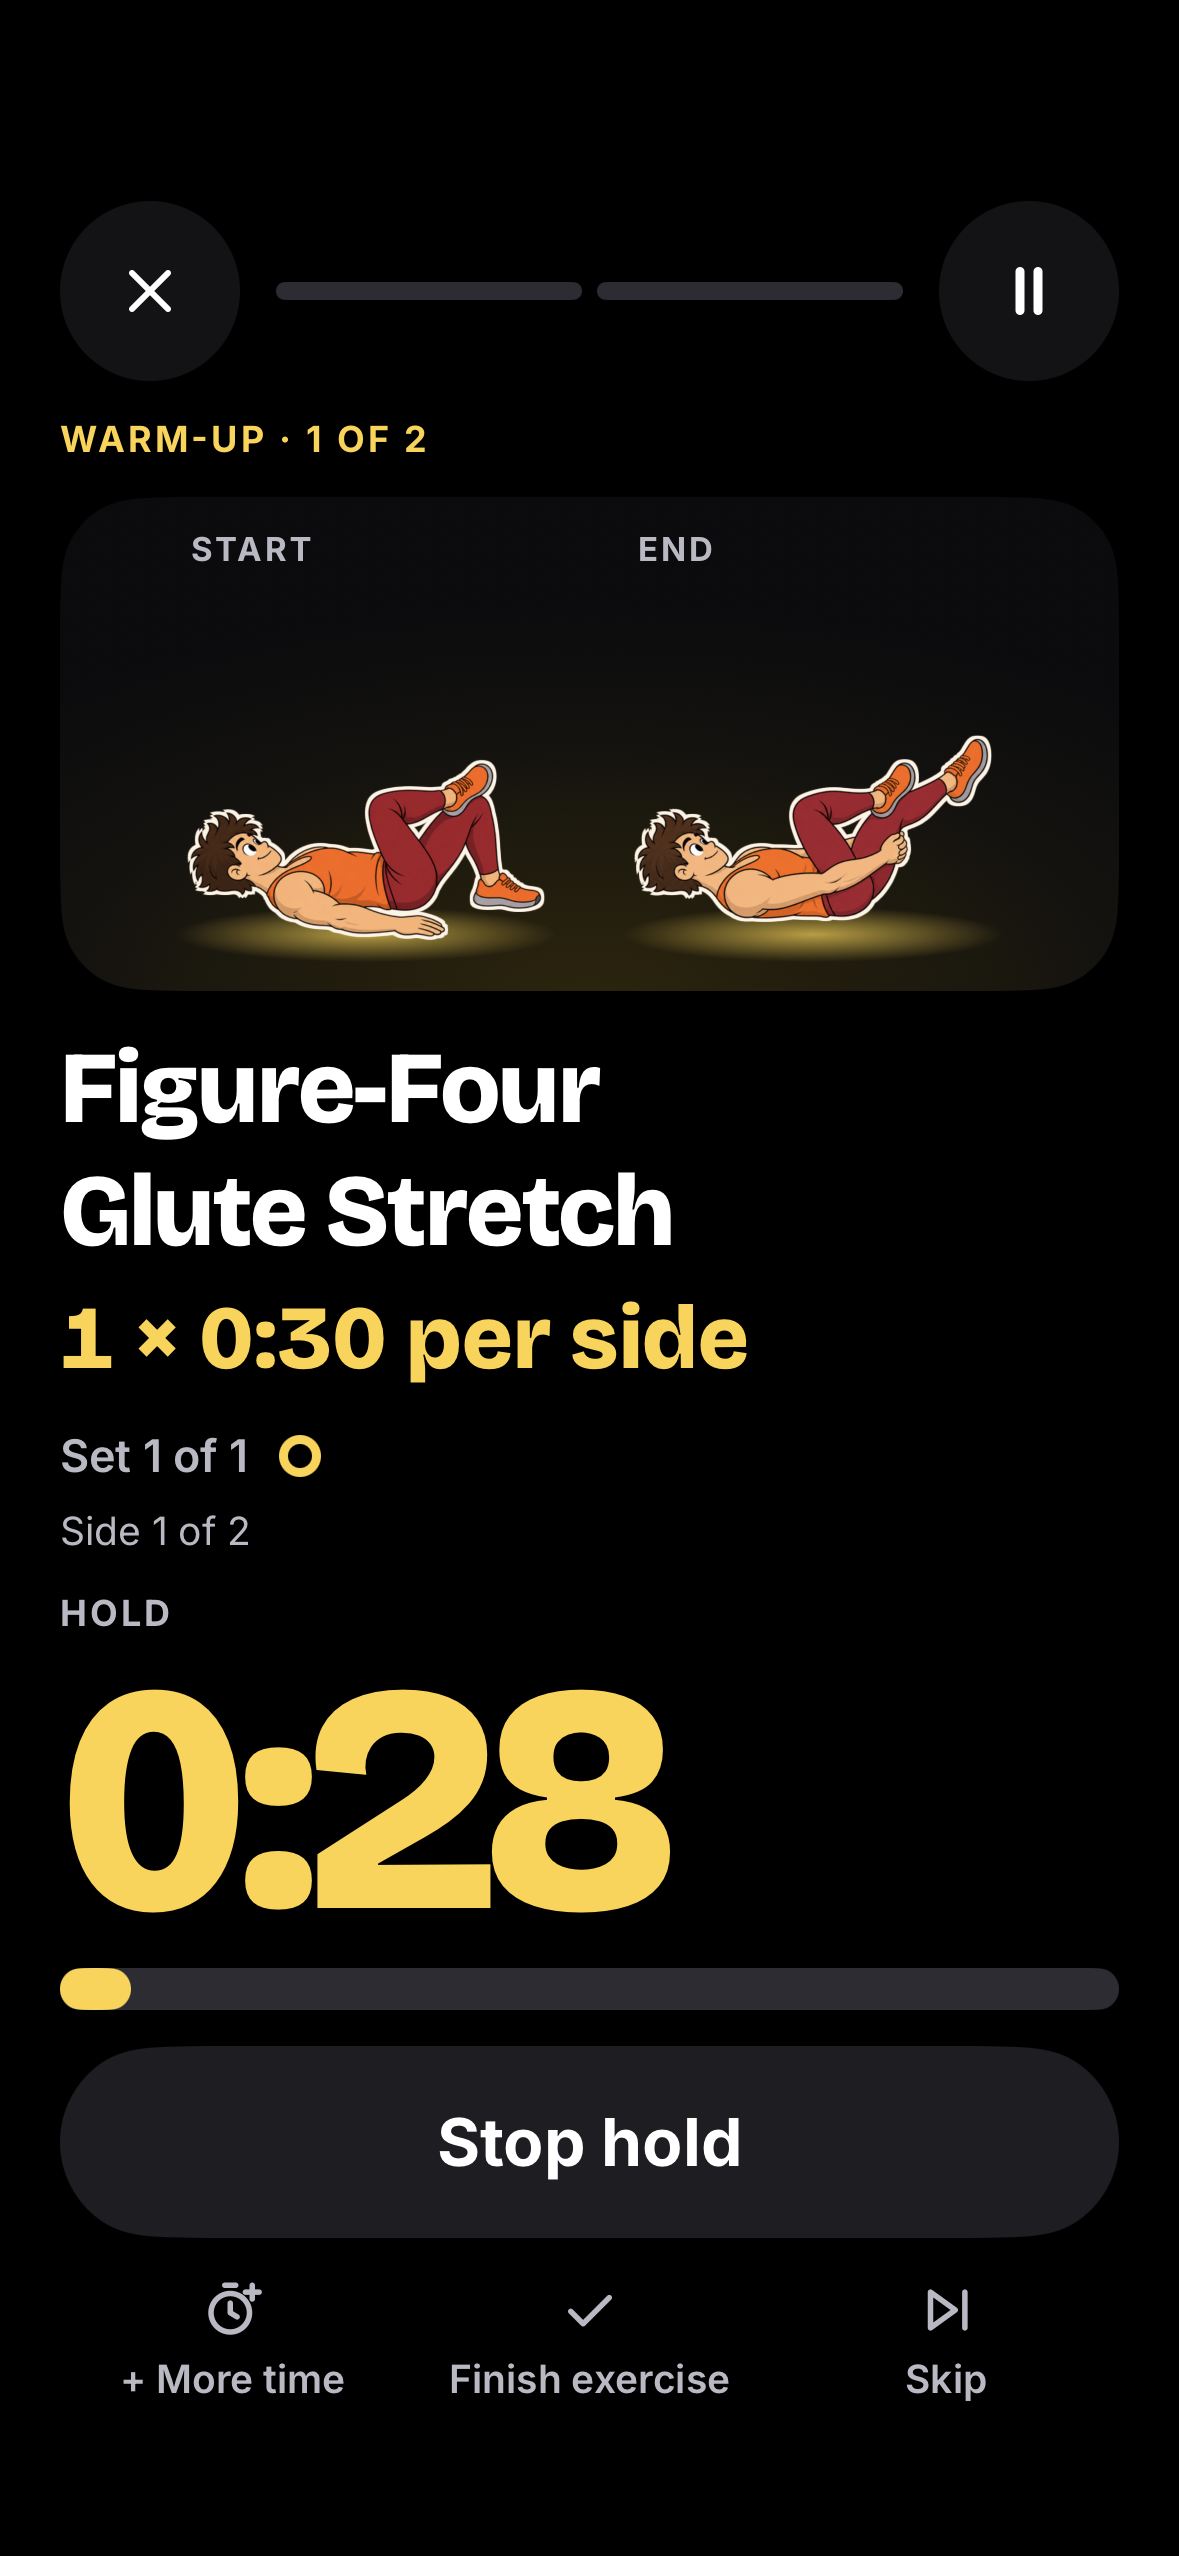 WARM-UP · 1 OF 2
START
END
Figure-Four
Glute Stretch
1 × 0:30 per side
Set 1 of 1
Side 1 of 2
HOLD
0:28
Stop hold
+ More time
Finish exercise
Skip